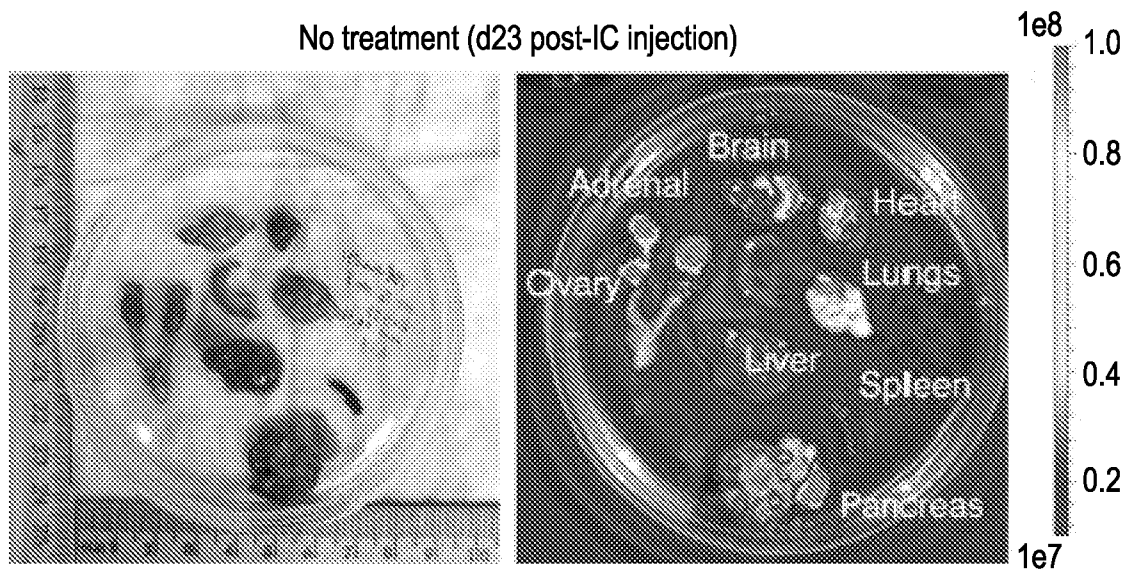 No treatment (d23 post-IC injection)
1e8
1.0
Brain
Adrenal
Heart
0.8
Ovary
Lungs
0.6
Liver
Spleen
0.4
Pancreas
0.2
1e7